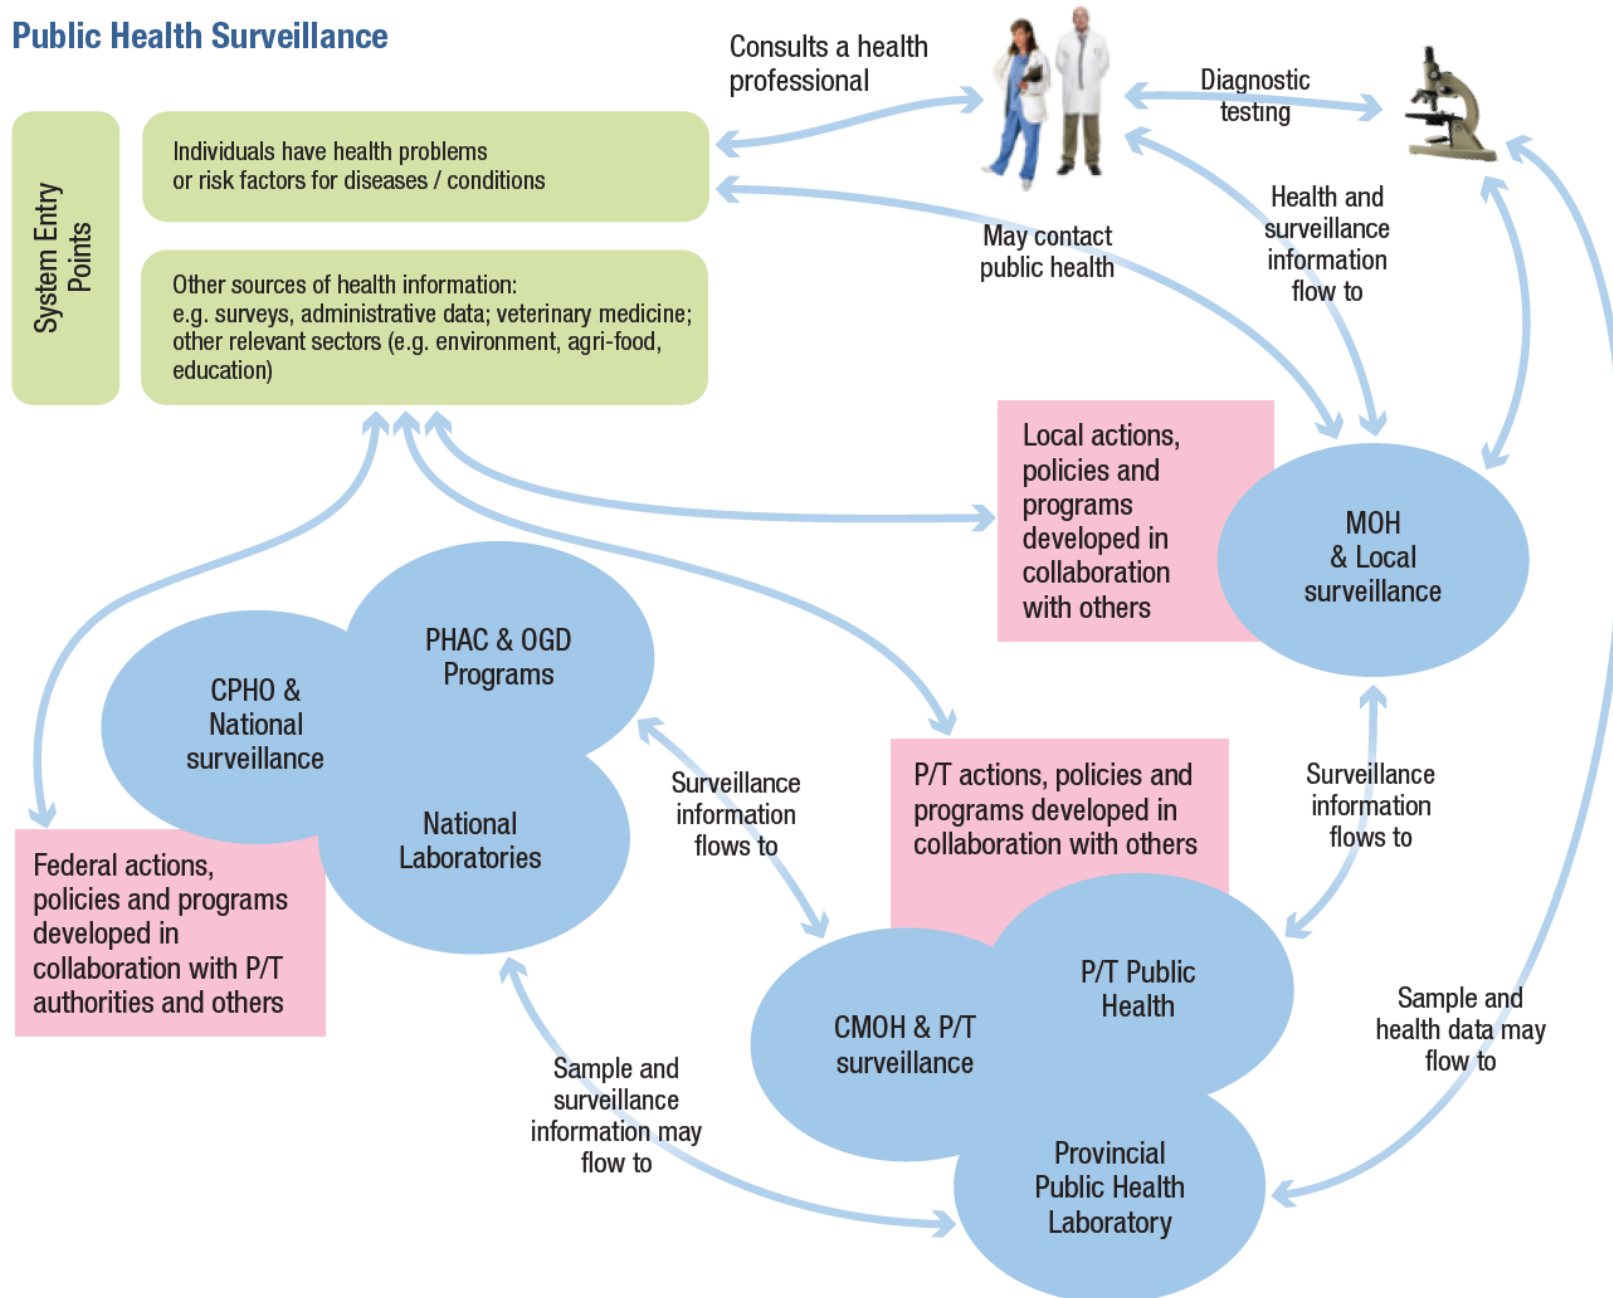 Public Health Surveillance
System Entry
Points
Individuals have health problems
or risk factors for diseases / conditions
Other sources of health information:
e.g. surveys, administrative data; veterinary medicine;
other relevant sectors (e.g. environment, agri-food,
education)
Consults a health
professional
Diagnostic
testing
May contact
public health
Health and
surveillance
information
flow to
Local actions,
policies and
programs
developed in
collaboration
with others
MOH
& Local
surveillance
PHAC & OGD
Programs
CPHO &
National
surveillance
National
Laboratories
Federal actions,
policies and programs
developed in
collaboration with P/T
authorities and others
Surveillance
information
flows to
P/T actions, policies and
programs developed in
collaboration with others
Surveillance
information
flows to
P/T Public
Health
CMOH & P/T
surveillance
Provincial
Public Health
Laboratory
Sample and
surveillance
information may
flow to
Sample and
health data may
flow to